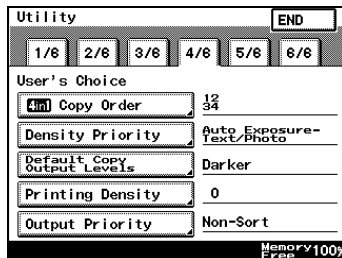 Utility END
1/6 2/6 3/6 4/6 5/6 6/6
User's Choice
4in1 Copy Order 12
34
Density Priority Auto Exposure-
Text/Photo
Default Copy
Output Levels Darker
Printing Density 0
Output Priority Non-Sort
Memory
Free 100%